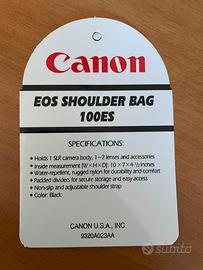 Canon
EOS SHOULDER BAG
100ES
SPECIFICATIONS:
• Holds 1 SLR camera body, 1~2 lenses and accessories
• Inside measurement (W×H×D): 10 × 7 × 4 ½ inches
• Water-repellent, rugged nylon for durability and comfort
• Padded dividers for secure storage and easy access
• Non-slip and adjustable shoulder strap
• Color: Black
CANON U.S.A., INC
9320A023AA
subito